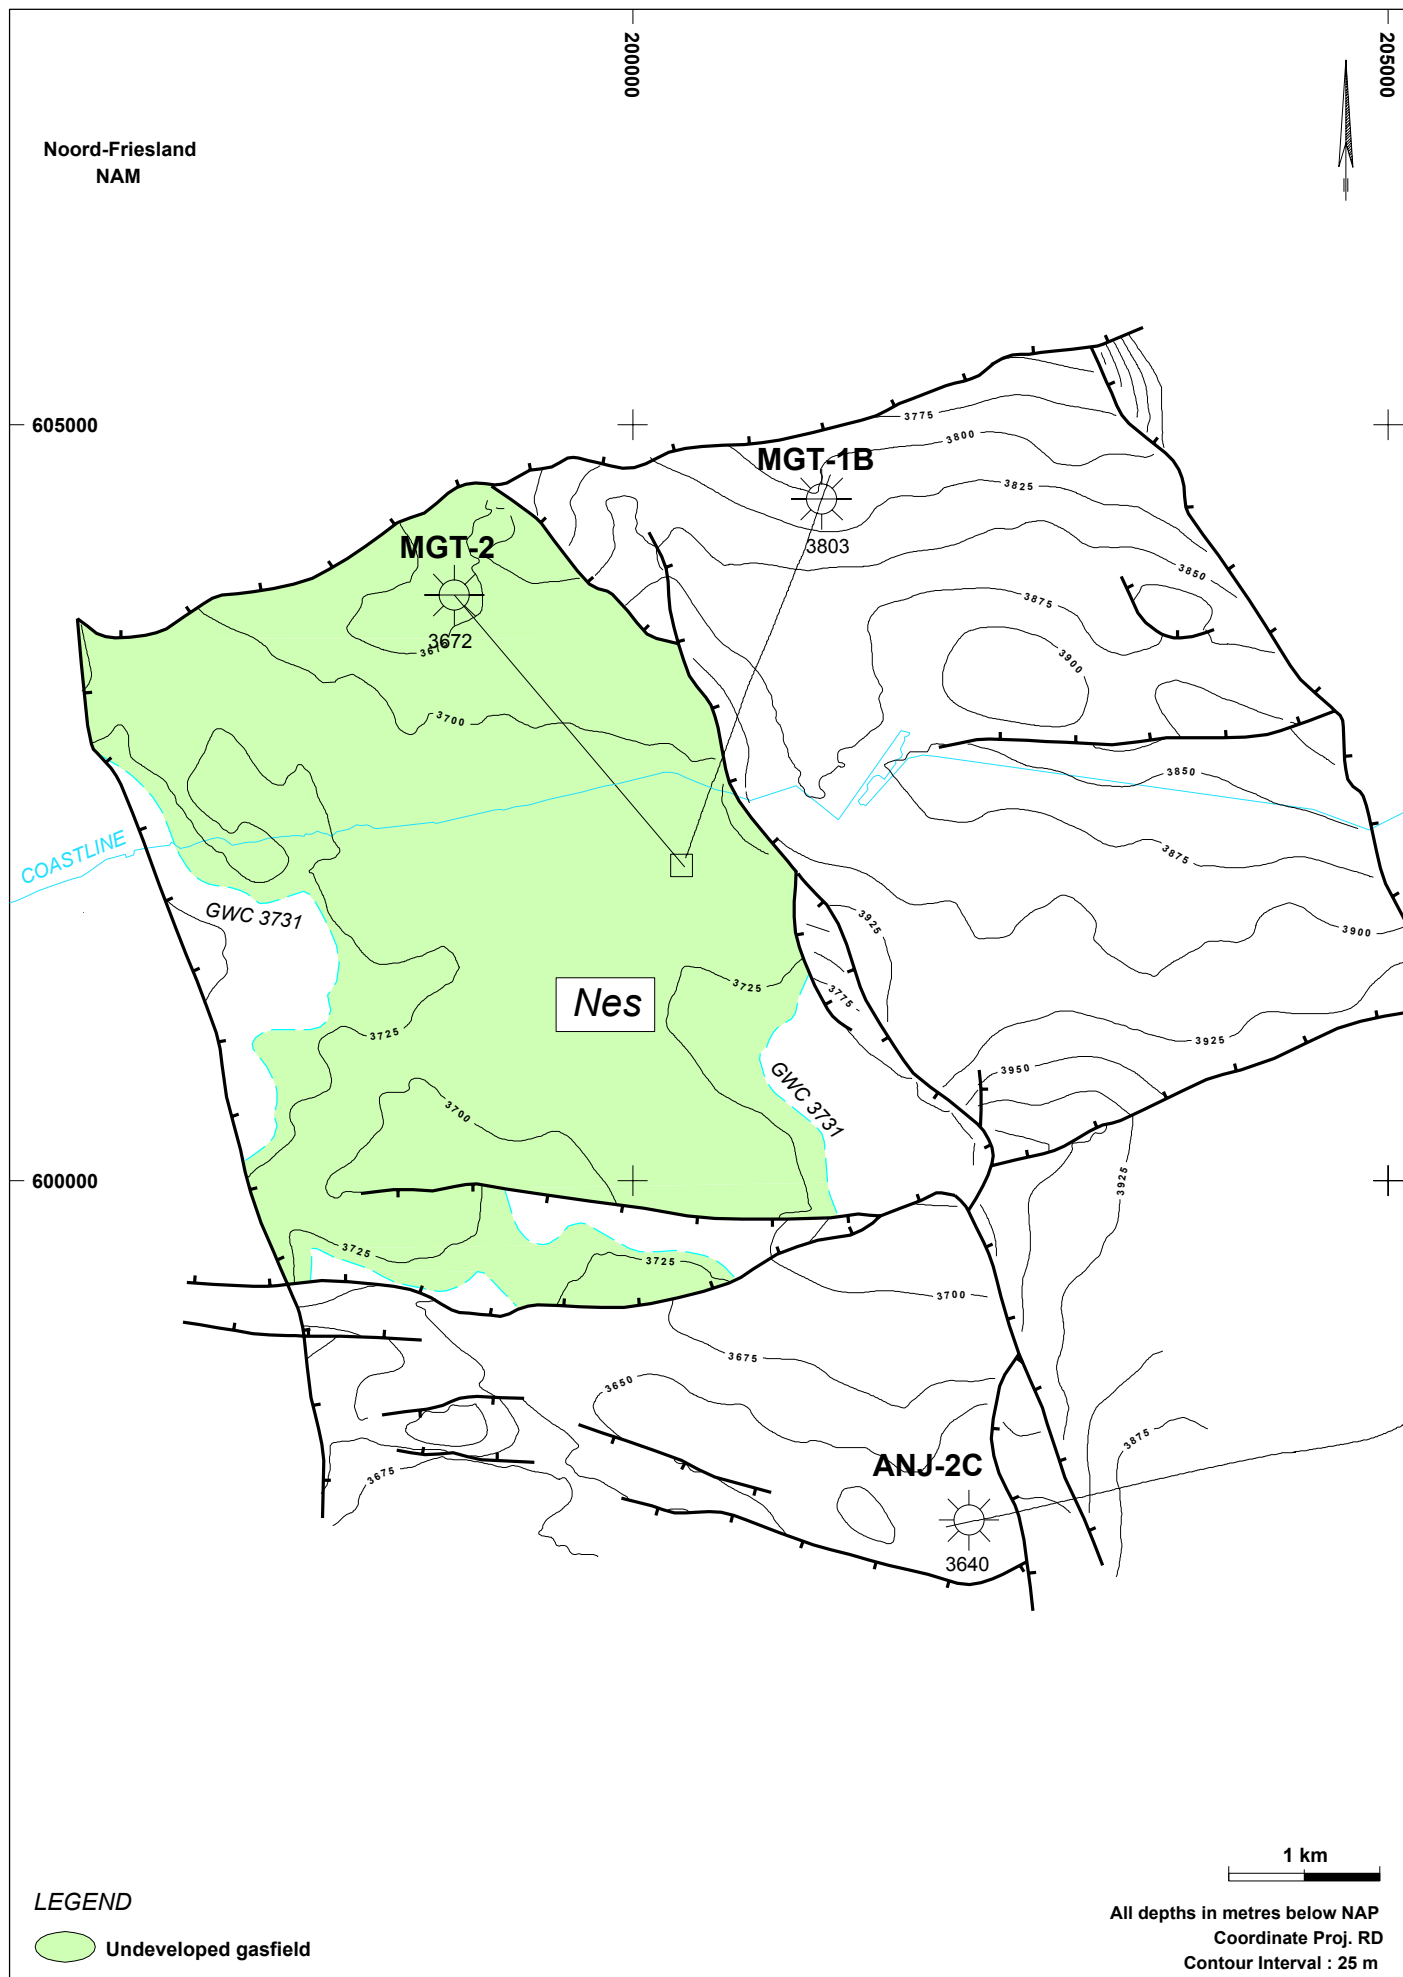 200000
205000
Noord-Friesland
NAM
605000
3775
3800
MGT-1B
3825
3803
MGT-2
3850
3672
3875
3900
3700
3850
COASTLINE
3875
GWC 3731
3925
3900
3725
3775
Nes
3725
3925
3950
GWC 3731
3700
600000
3925
3725
3725
3700
3675
3650
3875
ANJ-2C
3675
3640
1 km
LEGEND
Undeveloped gasfield
All depths in metres below NAP
Coordinate Proj. RD
Contour Interval : 25 m